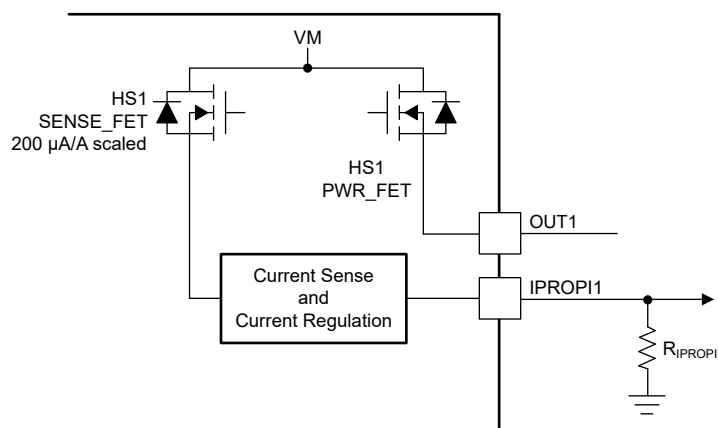 VM
HS1
SENSE_FET
200 µA/A scaled
HS1
PWR_FET
OUT1
Current Sense
and
Current Regulation
IPROPI1
RIPROPI